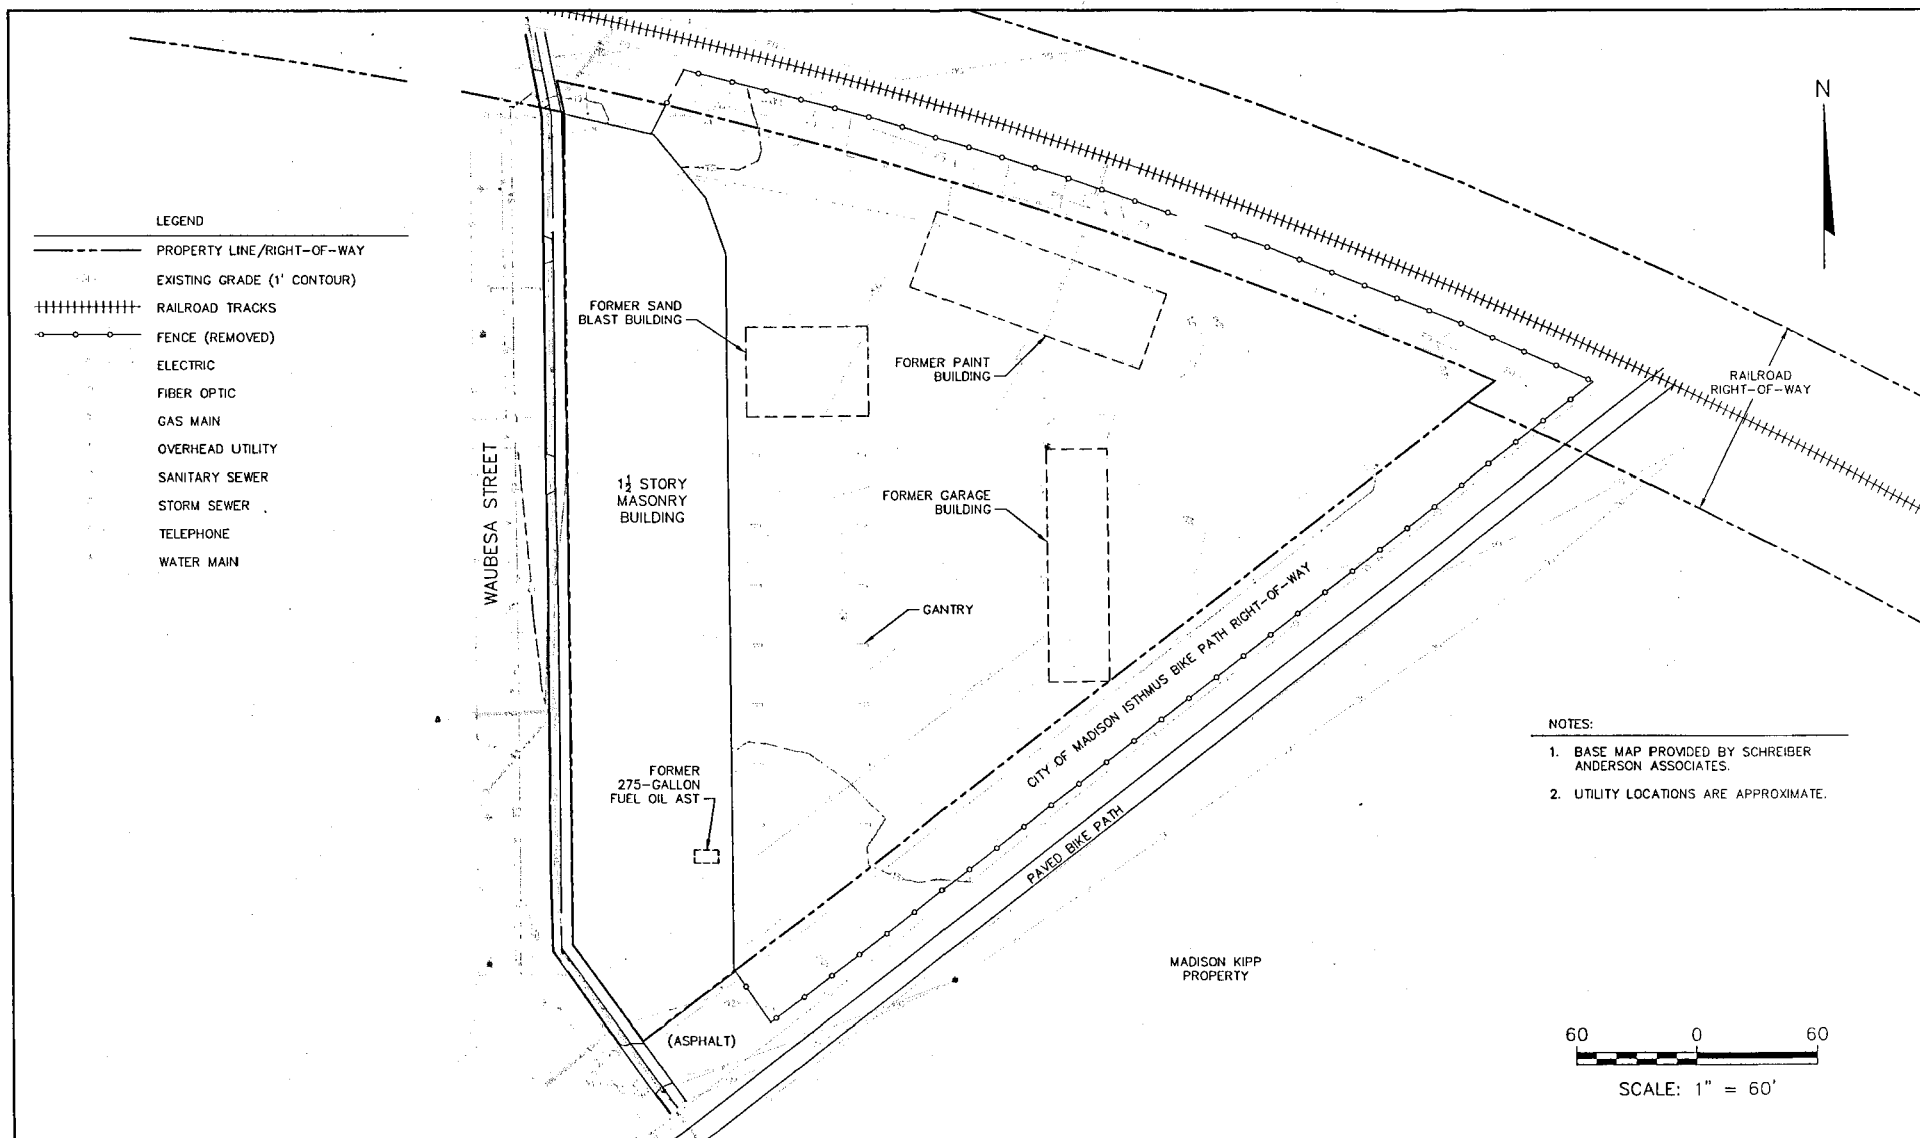 N
LEGEND
PROPERTY LINE/RIGHT-OF-WAY
EXISTING GRADE (1' CONTOUR)
RAILROAD TRACKS
FENCE (REMOVED)
ELECTRIC
FIBER OPTIC
GAS MAIN
OVERHEAD UTILITY
SANITARY SEWER
STORM SEWER
TELEPHONE
WATER MAIN
WAUBESA STREET
FORMER SAND
BLAST BUILDING
FORMER PAINT
BUILDING
RAILROAD
RIGHT-OF-WAY
1½ STORY
MASONRY
BUILDING
FORMER GARAGE
BUILDING
GANTRY
CITY OF MADISON ISTHMUS BIKE PATH RIGHT-OF-WAY
FORMER
275-GALLON
FUEL OIL AST
PAVED BIKE PATH
(ASPHALT)
MADISON KIPP
PROPERTY
NOTES:
1. BASE MAP PROVIDED BY SCHREIBER
ANDERSON ASSOCIATES.
2. UTILITY LOCATIONS ARE APPROXIMATE.
60 0 60
SCALE: 1" = 60'